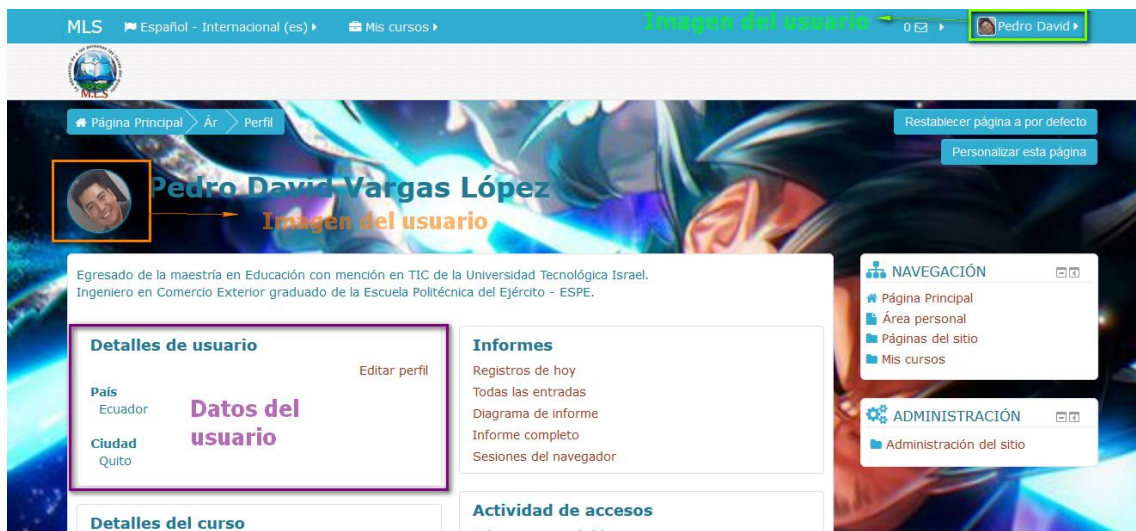 MLS Español - Internacional (es) Mis cursos Imagen del usuario 0 Pedro David
M.L.S
Página Principal Ár Perfil
Restablecer página a por defecto
Personalizar esta página
Pedro David Vargas López
Imagen del usuario
Egresado de la maestría en Educación con mención en TIC de la Universidad Tecnológica Israel.
Ingeniero en Comercio Exterior graduado de la Escuela Politécnica del Ejército - ESPE.
Detalles de usuario
Editar perfil
País
Ecuador
Ciudad
Quito
Datos del
usuario
Detalles del curso
Informes
Registros de hoy
Todas las entradas
Diagrama de informe
Informe completo
Sesiones del navegador
Actividad de accesos
NAVEGACIÓN
Página Principal
Área personal
Páginas del sitio
Mis cursos
ADMINISTRACIÓN
Administración del sitio